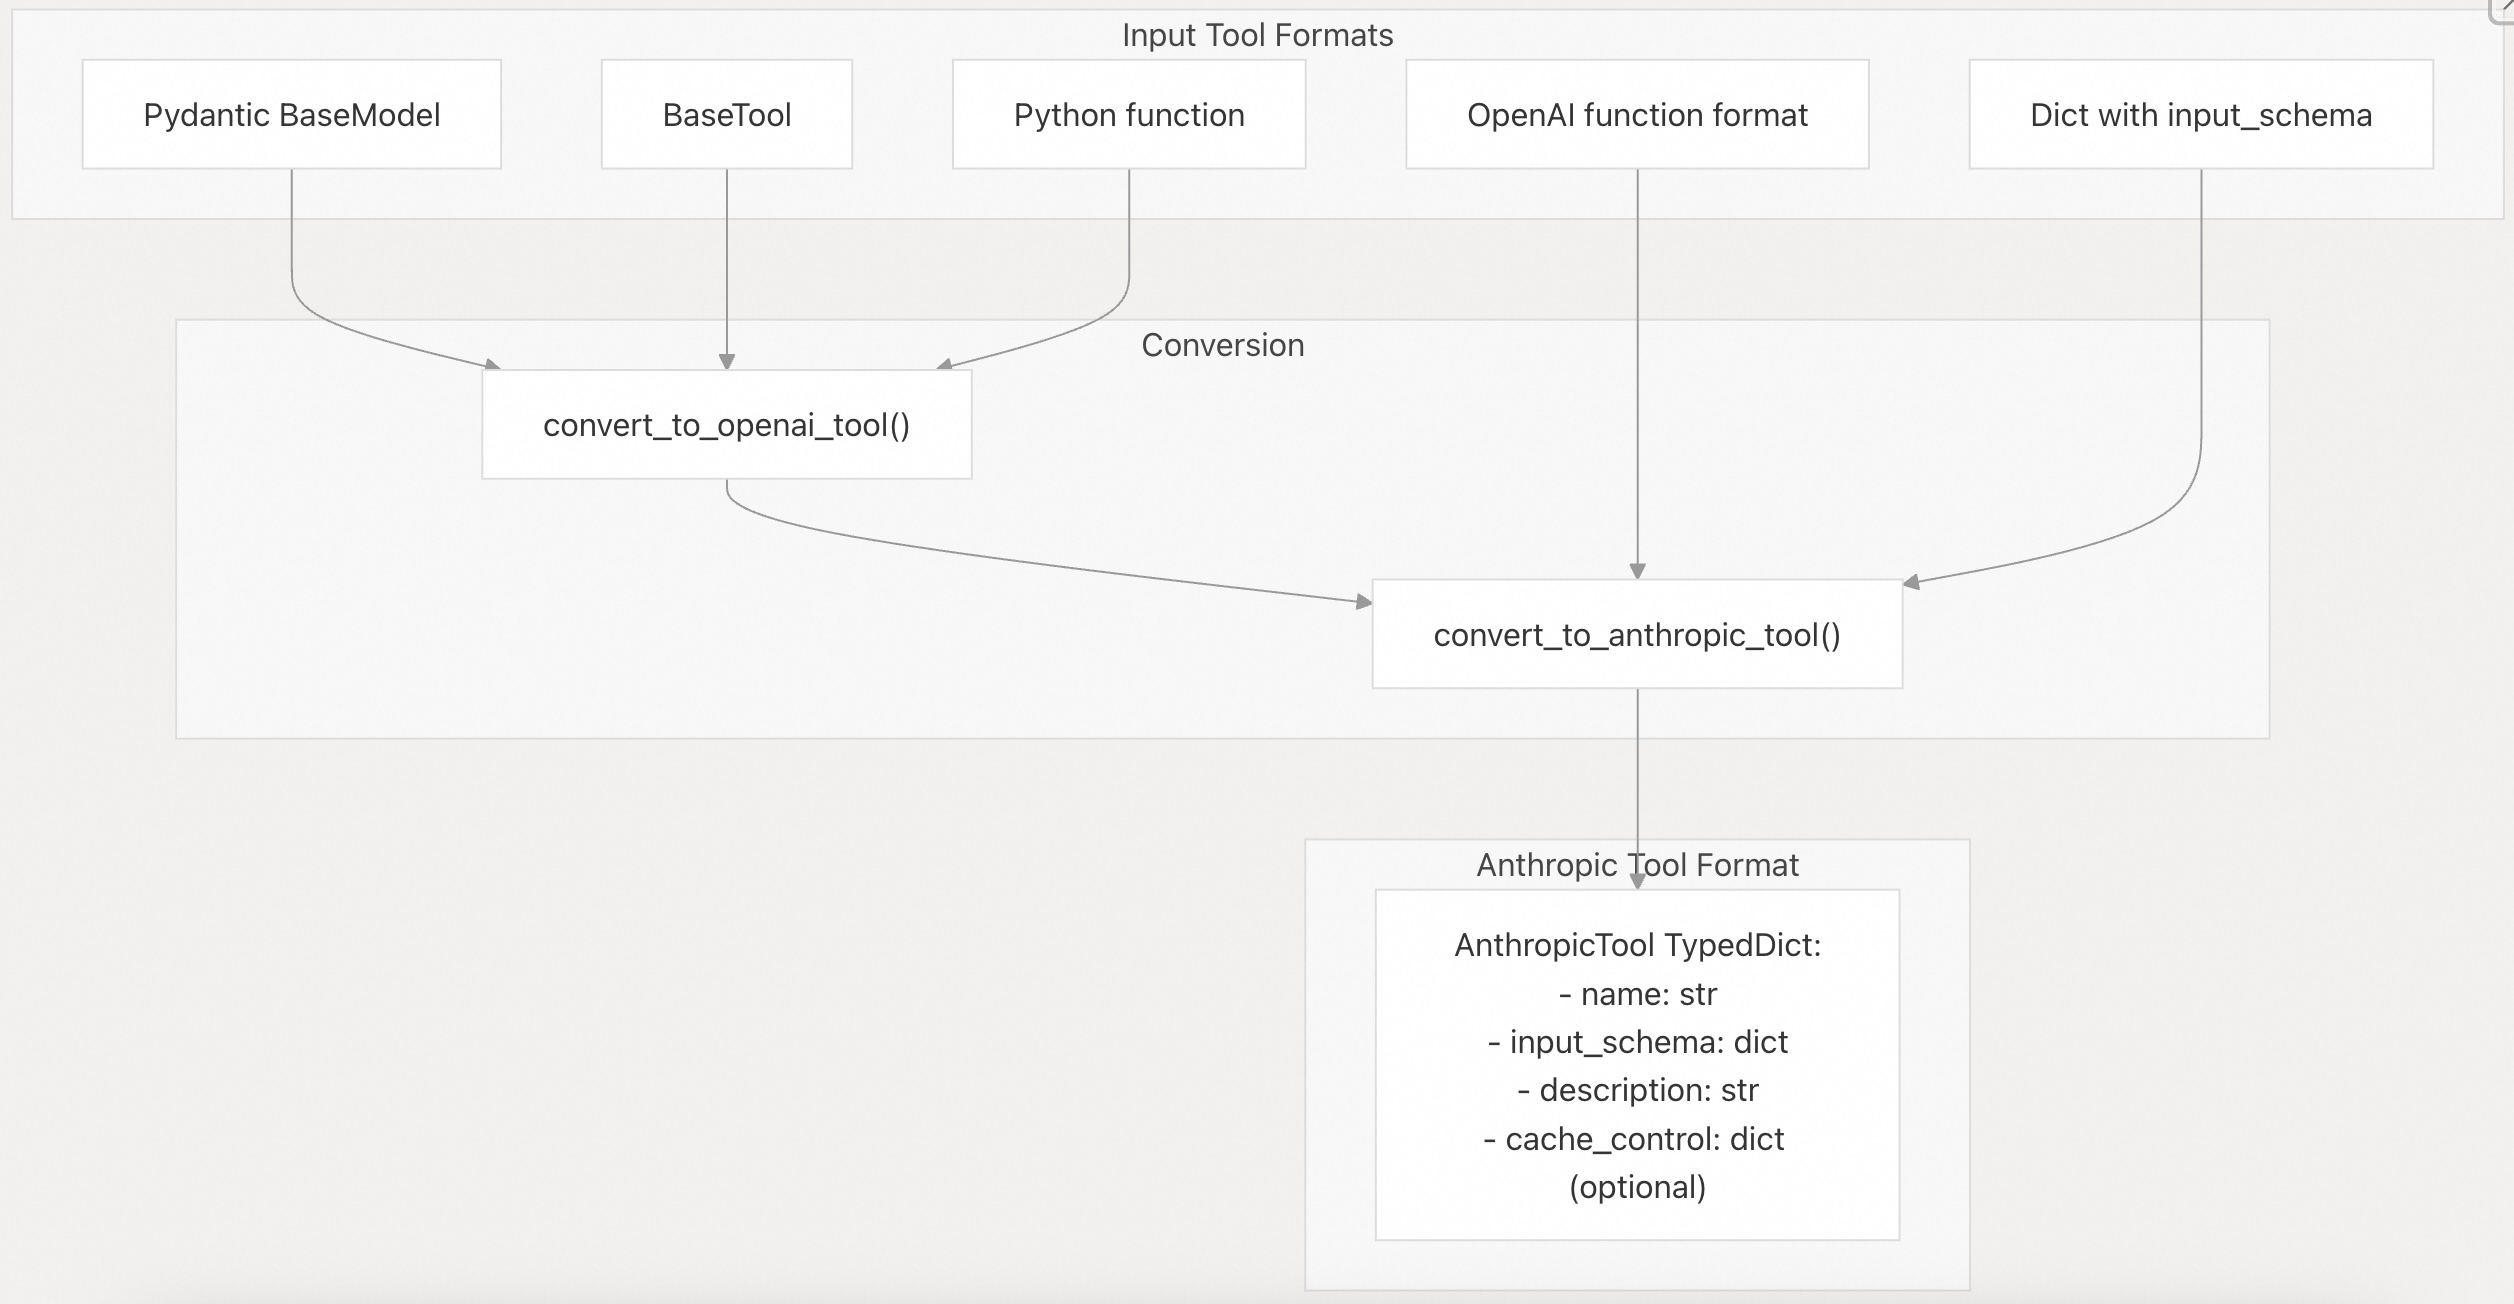 Input Tool Formats
Pydantic BaseModel
BaseTool
Python function
OpenAI function format
Dict with input_schema
Conversion
convert_to_openai_tool()
convert_to_anthropic_tool()
Anthropic Tool Format
AnthropicTool TypedDict:
- name: str
- input_schema: dict
- description: str
- cache_control: dict
(optional)